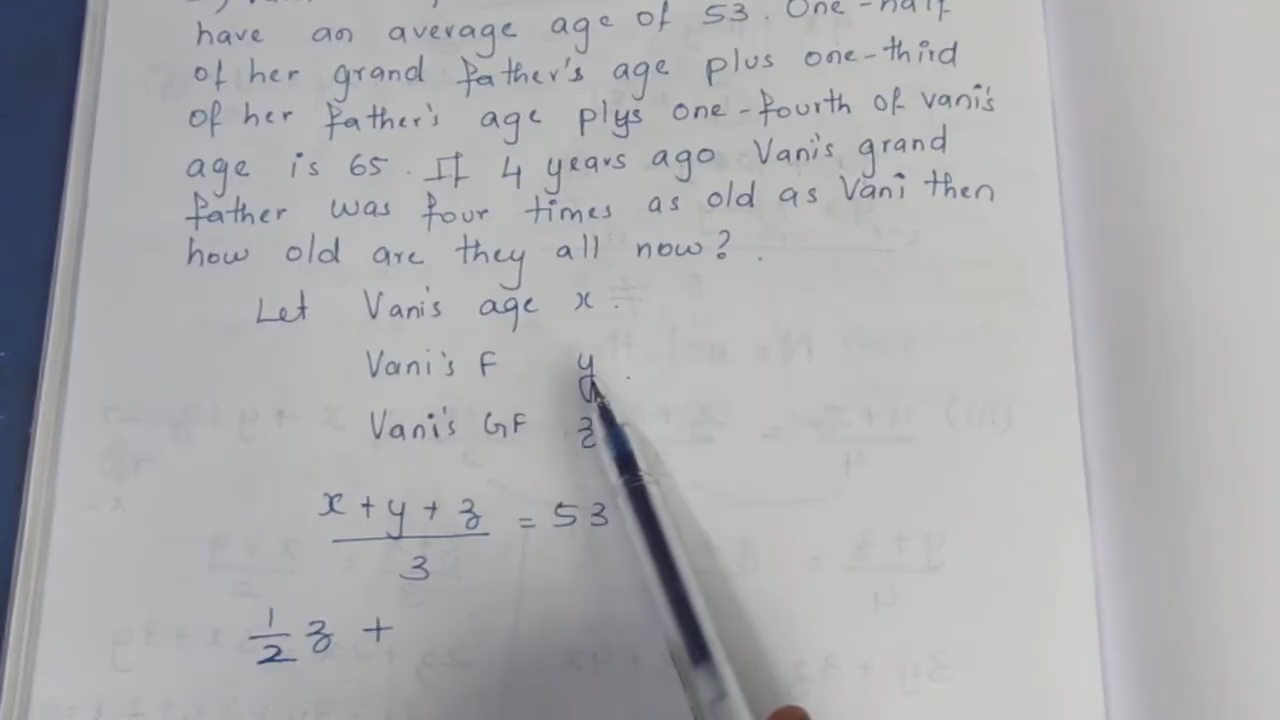 have an average age of 53. One-half
of her grand father's age plus one-third
of her father's age plys one-fourth of vani's
age is 65. If 4 years ago Vani's grand
father was four times as old as Vani then
how old are they all now?
Let Vani's age x
Vani's F y
Vani's GF z
x+y+z / 3 = 53
1/2 z +